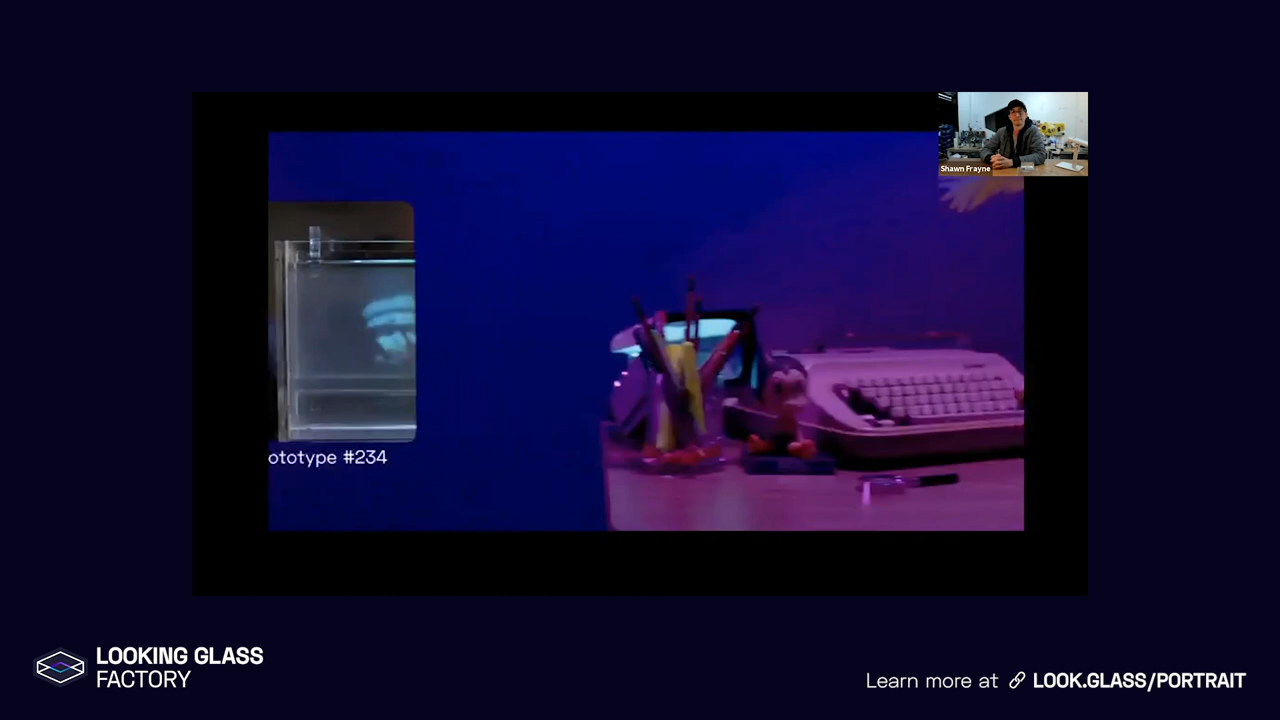 Shawn Frayne
ototype #234
LOOKING GLASS
FACTORY
Learn more at LOOK.GLASS/PORTRAIT